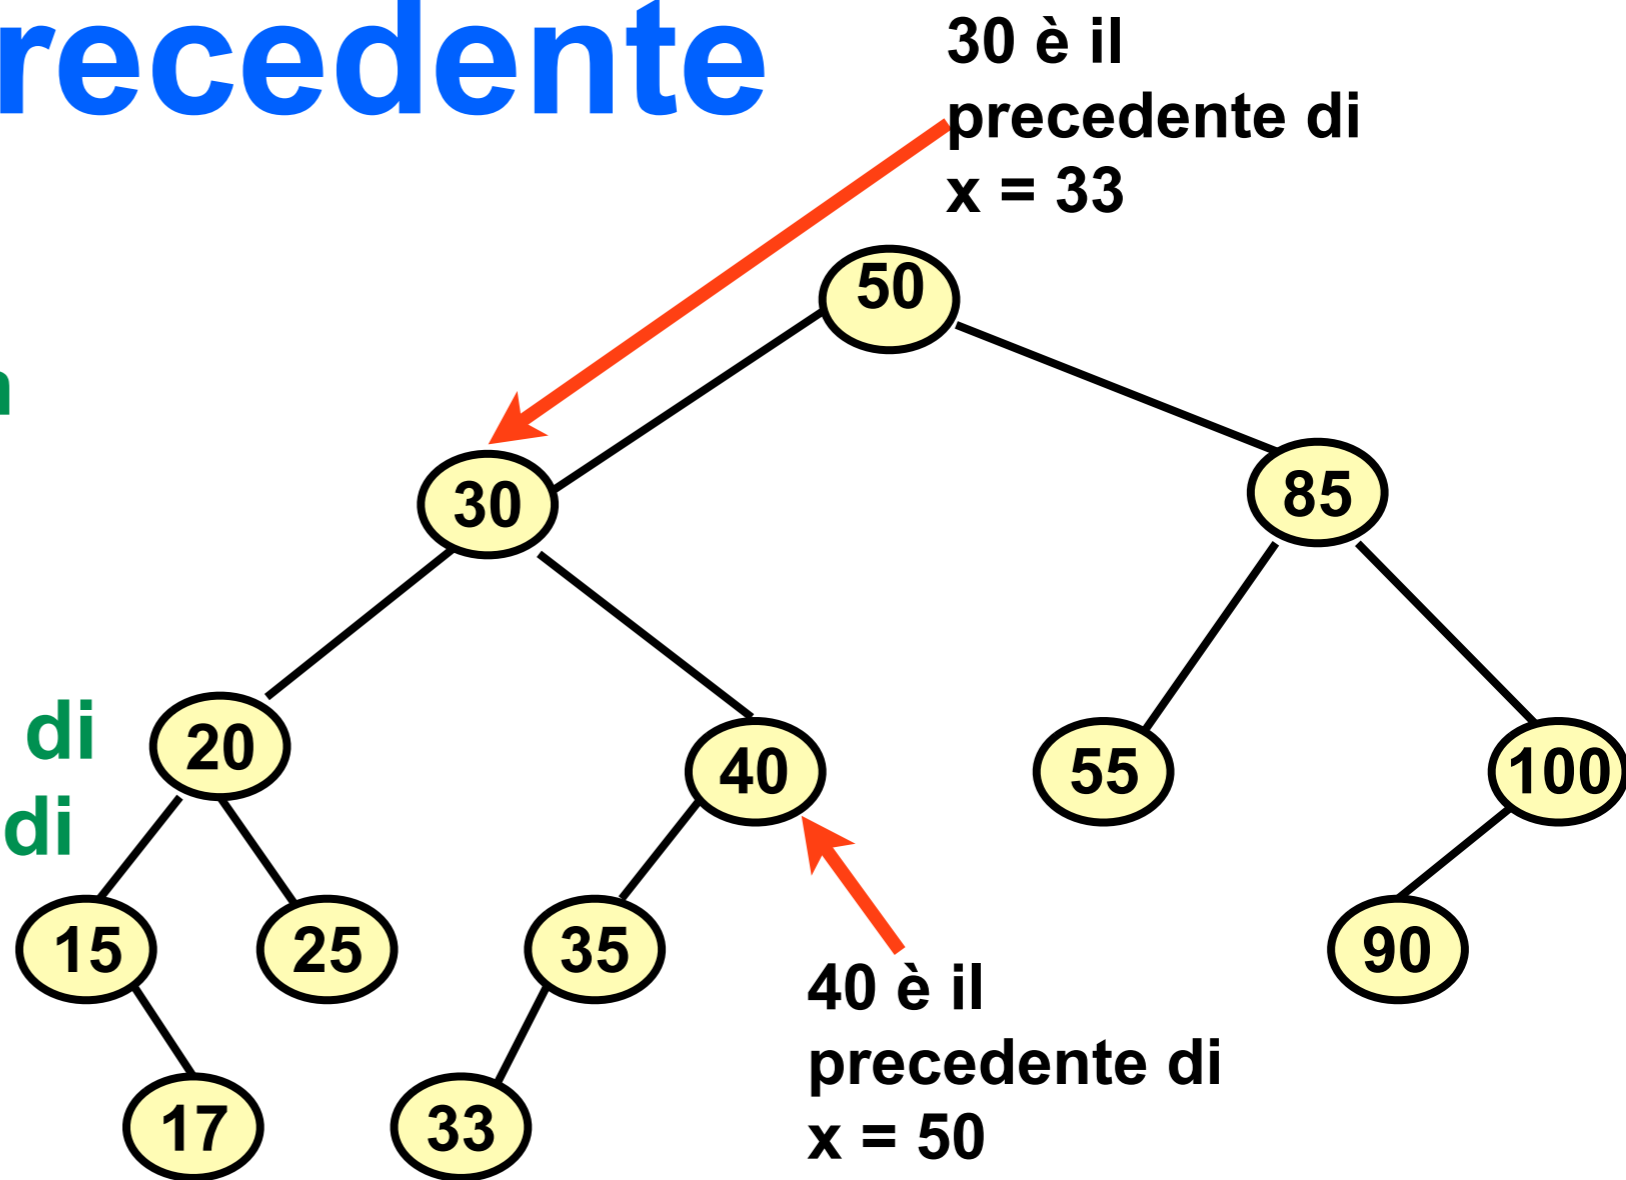 recedente
30 è il
precedente di
x = 33
50
n
30
85
di
20
40
55
100
di
15
25
35
90
40 è il
precedente di
x = 50
17
33